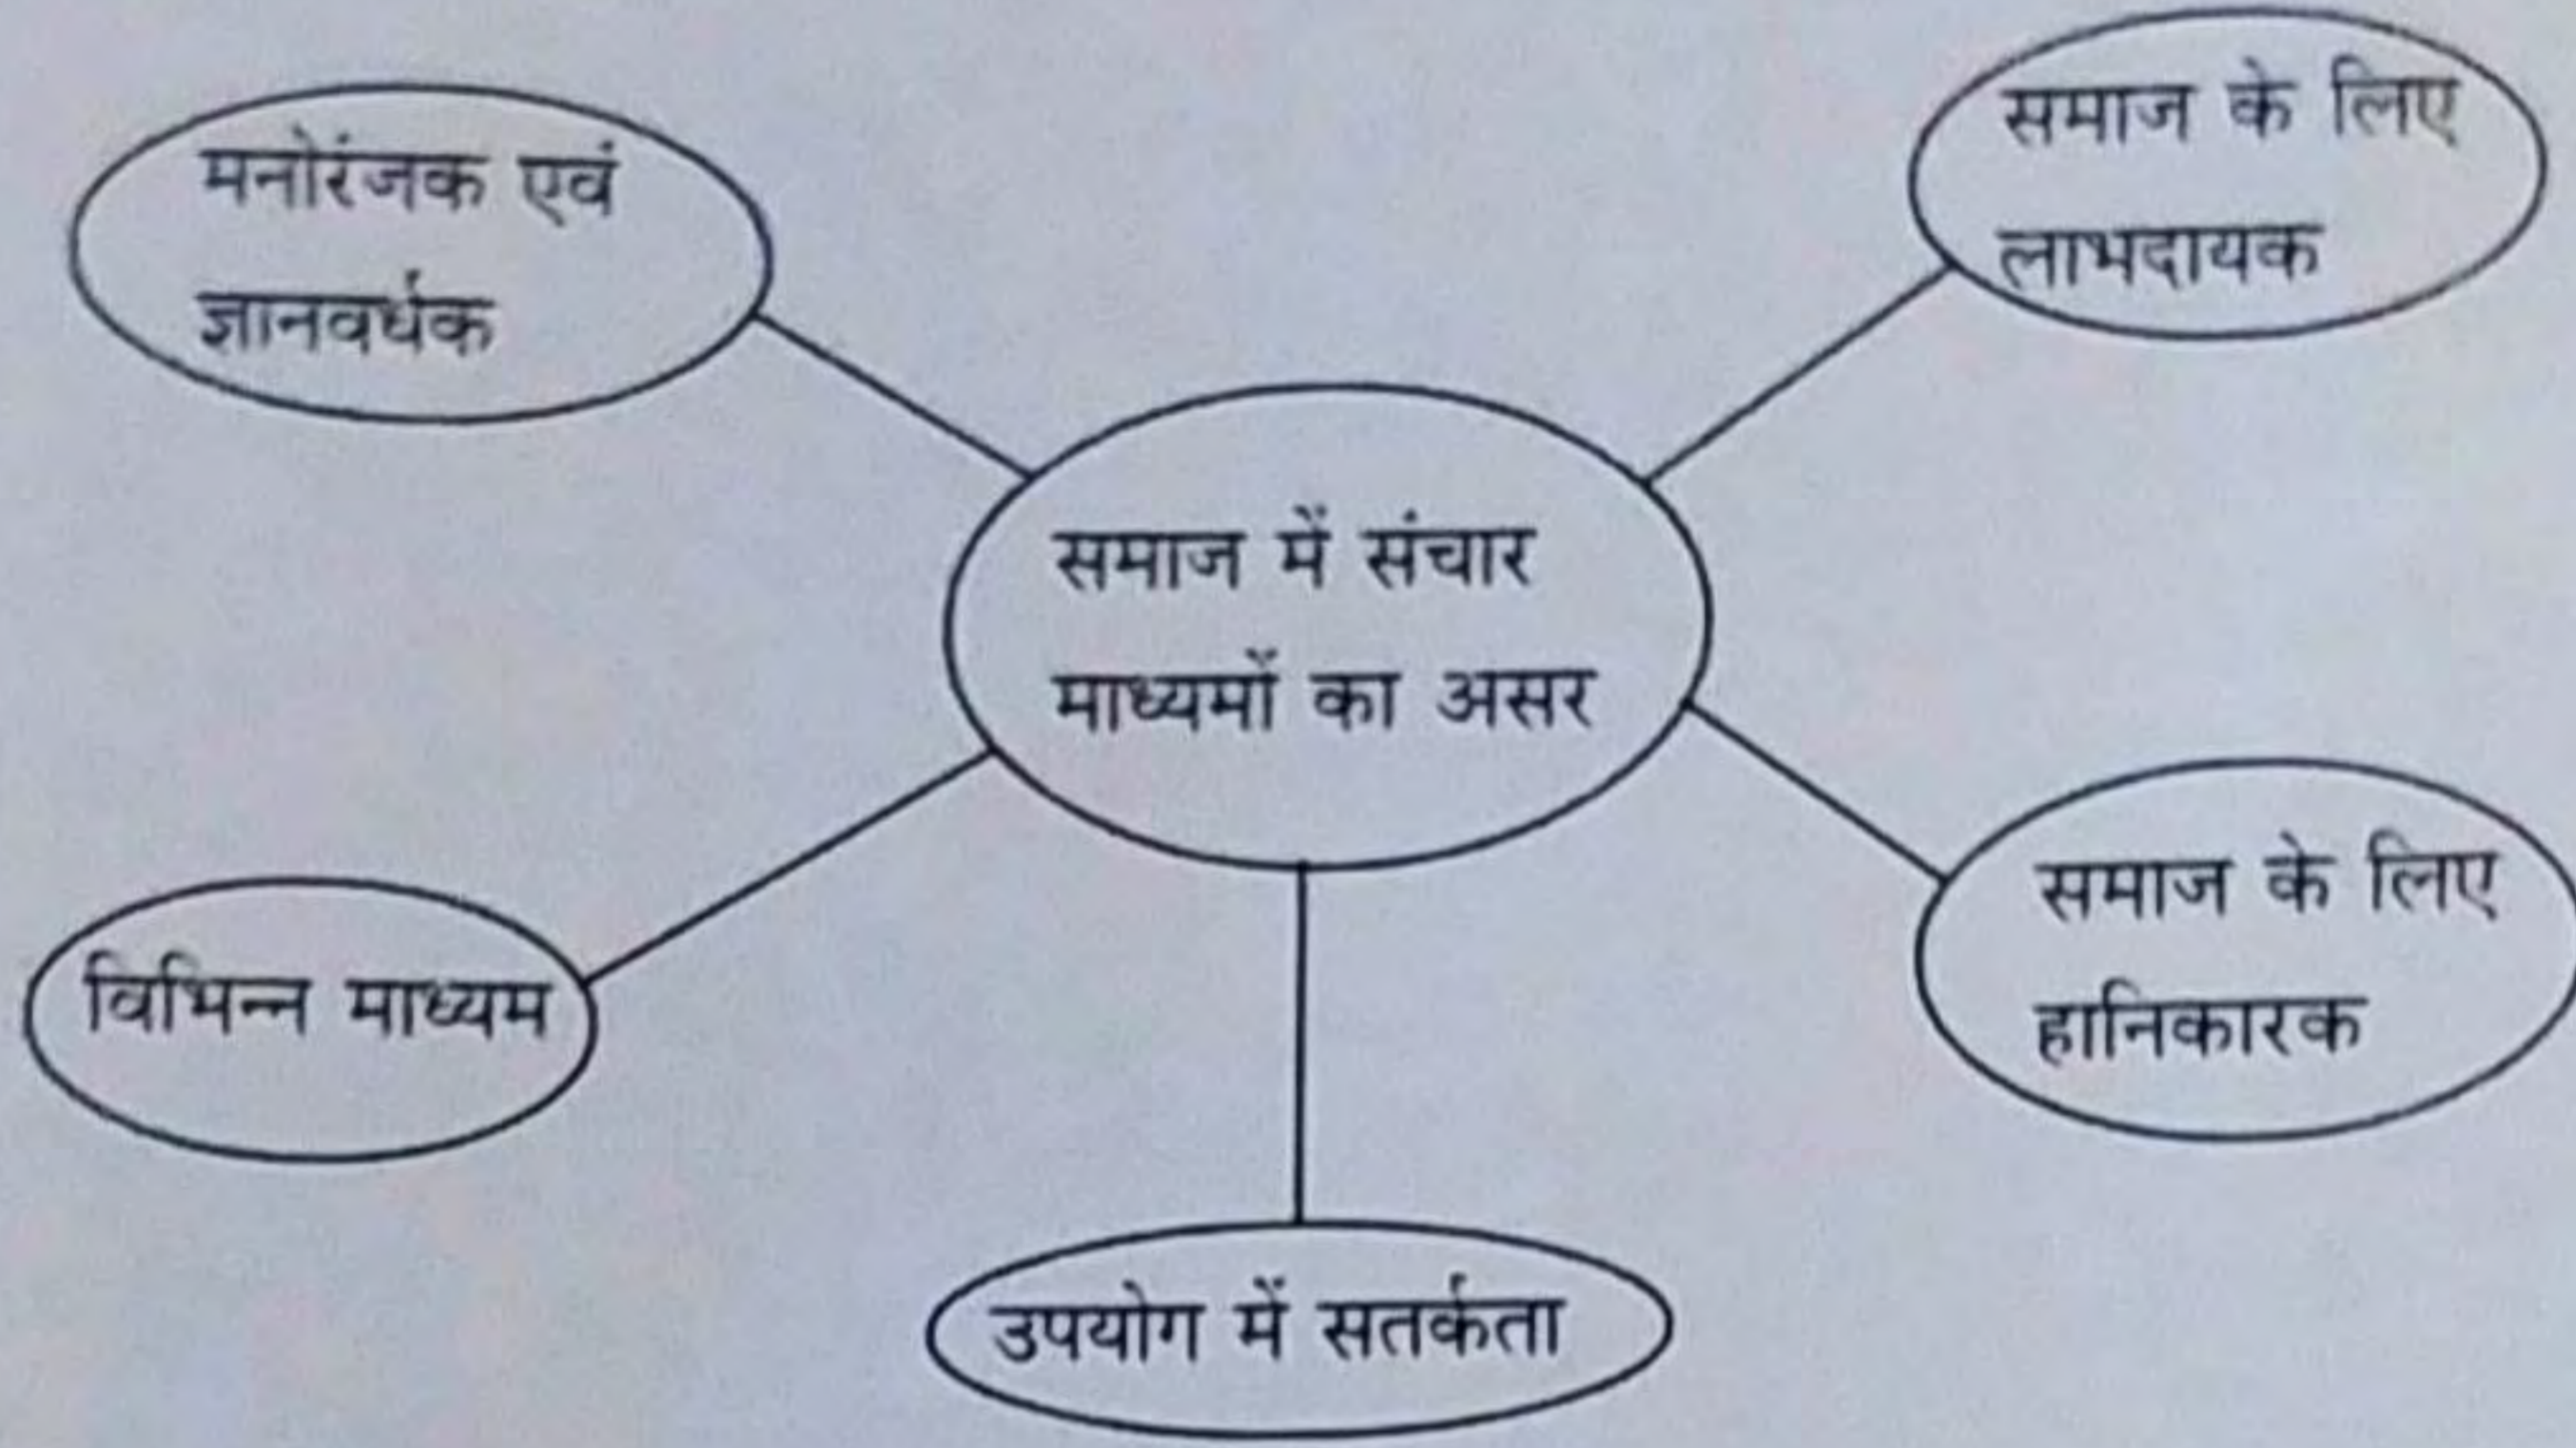 मनोरंजक एवं
ज्ञानवर्धक
समाज के लिए
लाभदायक
समाज में संचार
माध्यमों का असर
विभिन्न माध्यम
समाज के लिए
हानिकारक
उपयोग में सतर्कता